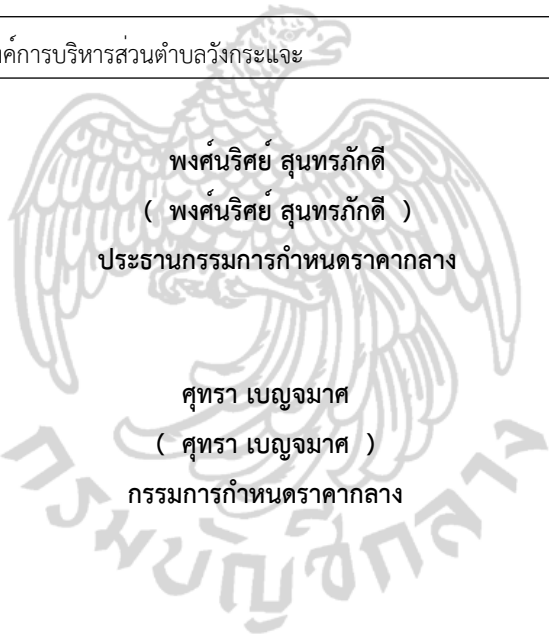 งค์การบริหารส่วนตำบลวังกระแจะ
พงศ์นริศย์ สุนทรภักดี
( พงศ์นริศย์ สุนทรภักดี )
ประธานกรรมการกำหนดราคากลาง
ศุทรา เบญจมาศ
( ศุทรา เบญจมาศ )
กรรมการกำหนดราคากลาง
กรมบัญชีกลาง